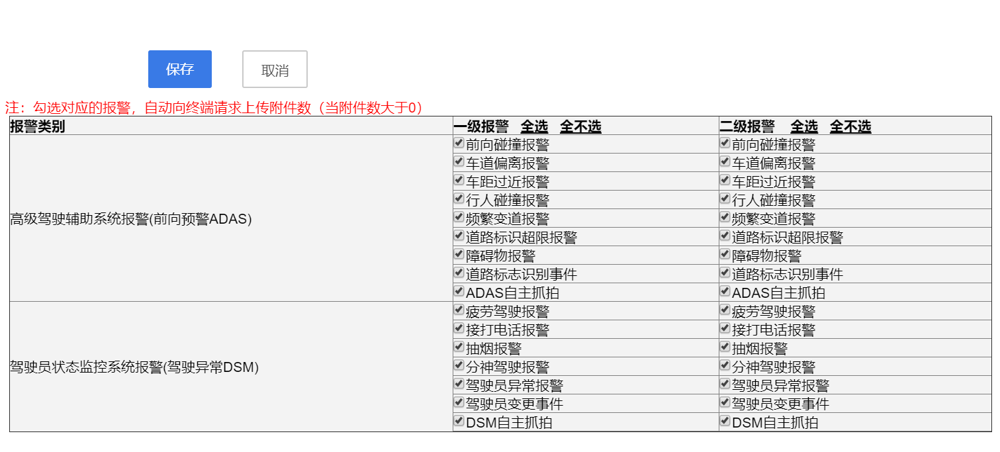 保存 取消
注：勾选对应的报警，自动向终端请求上传附件数（当附件数大于0）
报警类别 一级报警 全选 全不选 二级报警 全选 全不选
前向碰撞报警 前向碰撞报警
车道偏离报警 车道偏离报警
车距过近报警 车距过近报警
行人碰撞报警 行人碰撞报警
高级驾驶辅助系统报警(前向预警ADAS) 频繁变道报警 频繁变道报警
道路标识超限报警 道路标识超限报警
障碍物报警 障碍物报警
道路标志识别事件 道路标志识别事件
ADAS自主抓拍 ADAS自主抓拍
疲劳驾驶报警 疲劳驾驶报警
接打电话报警 接打电话报警
抽烟报警 抽烟报警
驾驶员状态监控系统报警(驾驶异常DSM) 分神驾驶报警 分神驾驶报警
驾驶员异常报警 驾驶员异常报警
驾驶员变更事件 驾驶员变更事件
DSM自主抓拍 DSM自主抓拍